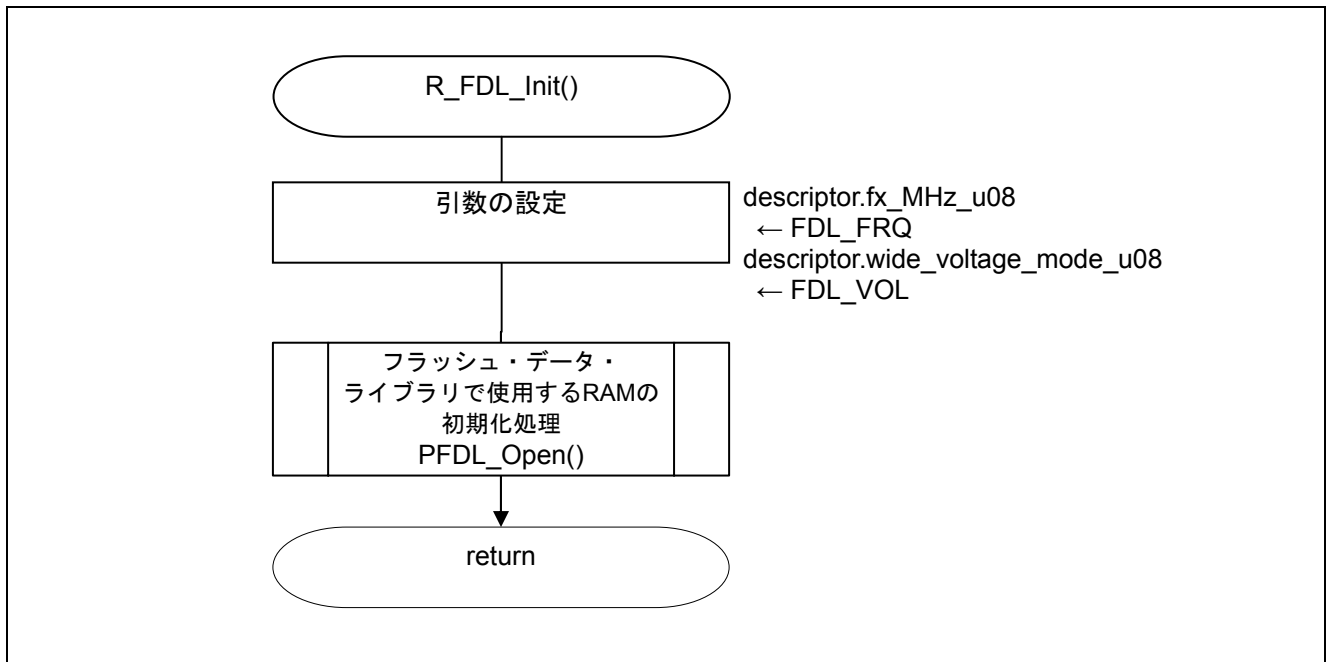 R_FDL_Init()
引数の設定
descriptor.fx_MHz_u08
← FDL_FRQ
descriptor.wide_voltage_mode_u08
← FDL_VOL
フラッシュ・データ・
ライブラリで使用するRAMの
初期化処理
PFDL_Open()
return